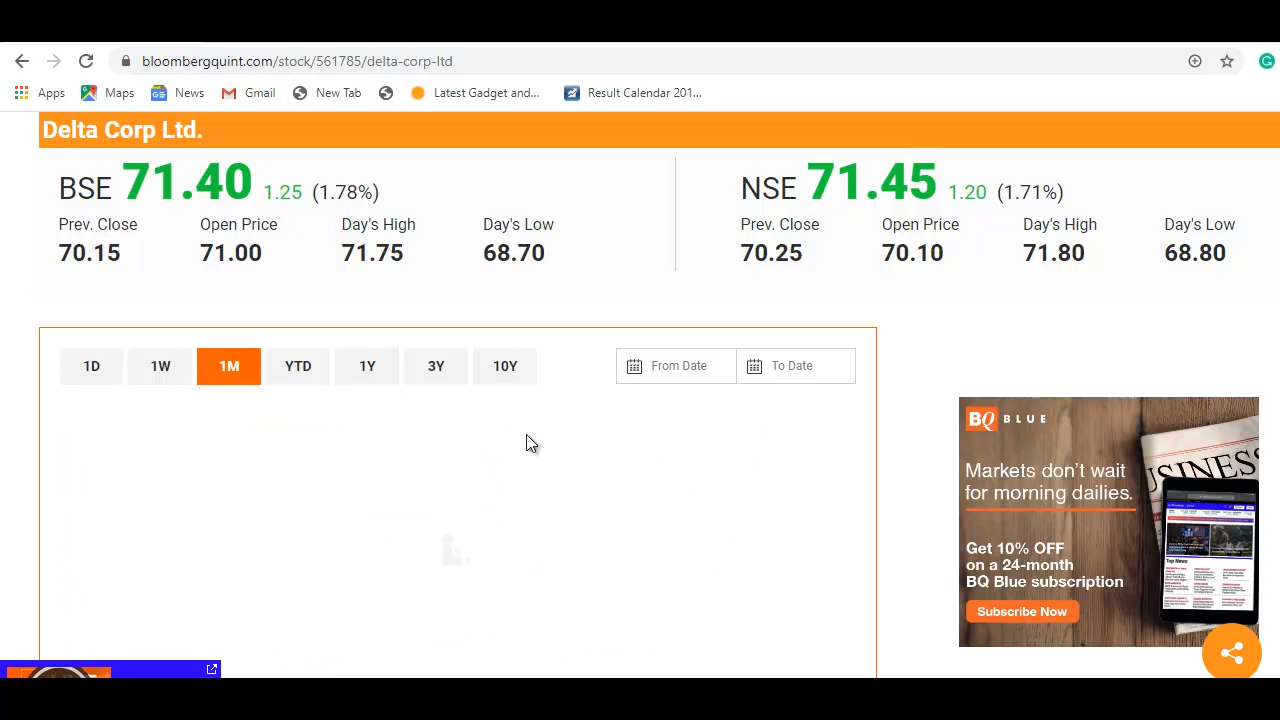 bloombergquint.com/stock/561785/delta-corp-ltd
Apps Maps News Gmail New Tab Latest Gadget and... Result Calendar 201...
Delta Corp Ltd.
BSE 71.40 1.25 (1.78%)
Prev. Close Open Price Day's High Day's Low
70.15 71.00 71.75 68.70
NSE 71.45 1.20 (1.71%)
Prev. Close Open Price Day's High Day's Low
70.25 70.10 71.80 68.80
1D 1W 1M YTD 1Y 3Y 10Y From Date To Date
BQ BLUE
Markets don't wait
for morning dailies.
Get 10% OFF
on a 24-month
BQ Blue subscription
Subscribe Now
Top News